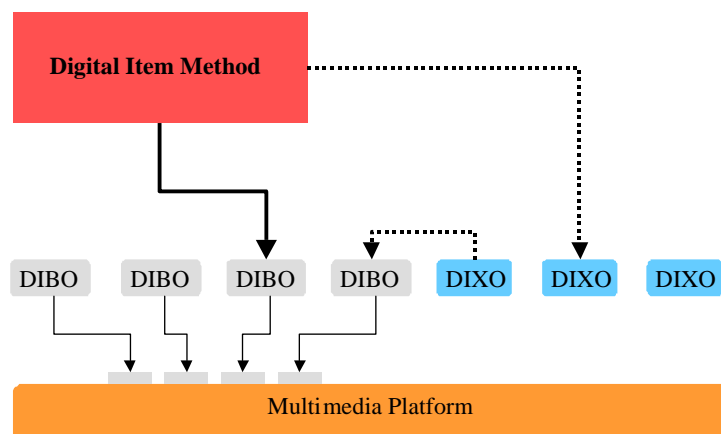 Digital Item Method
DIBO DIBO DIBO DIBO DIXO DIXO DIXO
Multimedia Platform